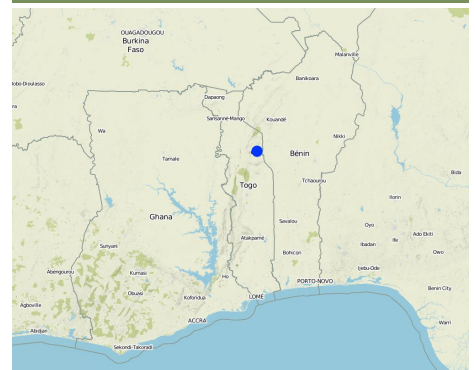 OUAGADOUGOU
Burkina
Faso
Malanville
Banikoara
Dapaong
Sansanné-Mango
Kouandé
Wa
Nikki
Tamale
Bénin
Bida
Tchaourou
Togo
Ilorin
Ghana
Savalou
Oyo
Ado Ekiti
Atakpamé
Ibadan
Ife
Sunyani
Bohicon
Owo
Abengourou
Kumasi
Ho
Ijebu-Ode
Obuasi
PORTO-NOVO
Benin City
Agboville
Koforidua
LOMÉ
Abidjan
ACCRA
Warri
Sekondi-Takoradi